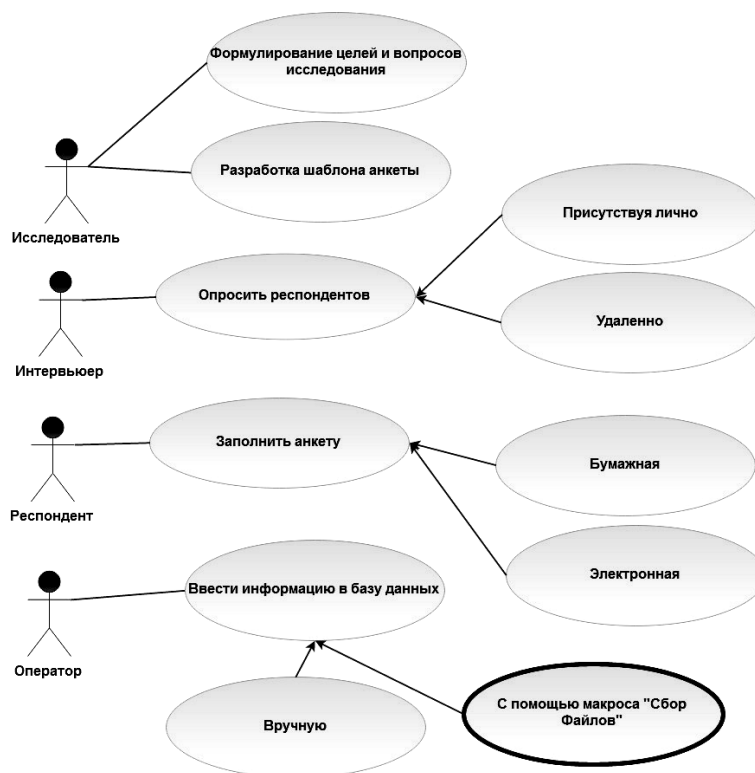 Формулирование целей и вопросов
исследования
Разработка шаблона анкеты
Исследователь
Присутствуя лично
Опросить респондентов
Удаленно
Интервьюер
Заполнить анкету
Бумажная
Респондент
Электронная
Ввести информацию в базу данных
Оператор
С помощью макроса "Сбор
Файлов"
Вручную